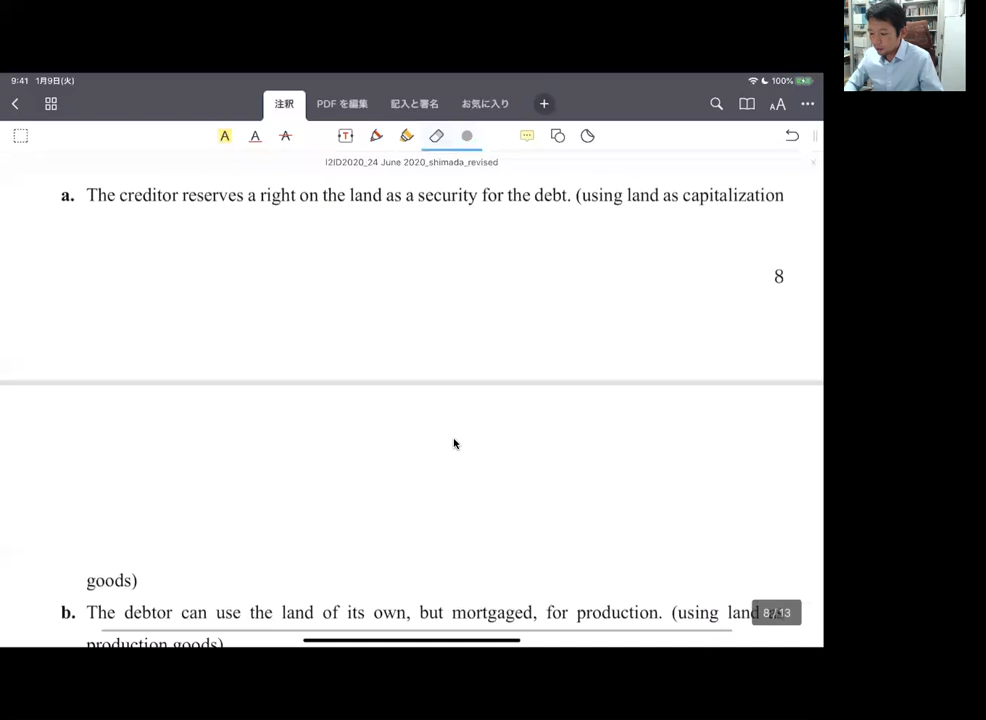 9:41 1月9日(火)
100%
注釈 PDF を編集 記入と署名 お気に入り
AA
A A A T
I2ID2020_24 June 2020_shimada_revised
a. The creditor reserves a right on the land as a security for the debt. (using land as capitalization
8
goods)
b. The debtor can use the land of its own, but mortgaged, for production. (using land
8/13
production goods)